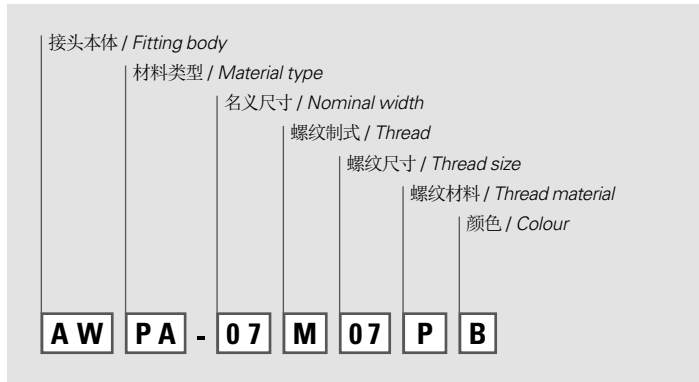 接头本体 / Fitting body
材料类型 / Material type
名义尺寸 / Nominal width
螺纹制式 / Thread
螺纹尺寸 / Thread size
螺纹材料 / Thread material
颜色 / Colour
AW PA - 07 M 07 P B